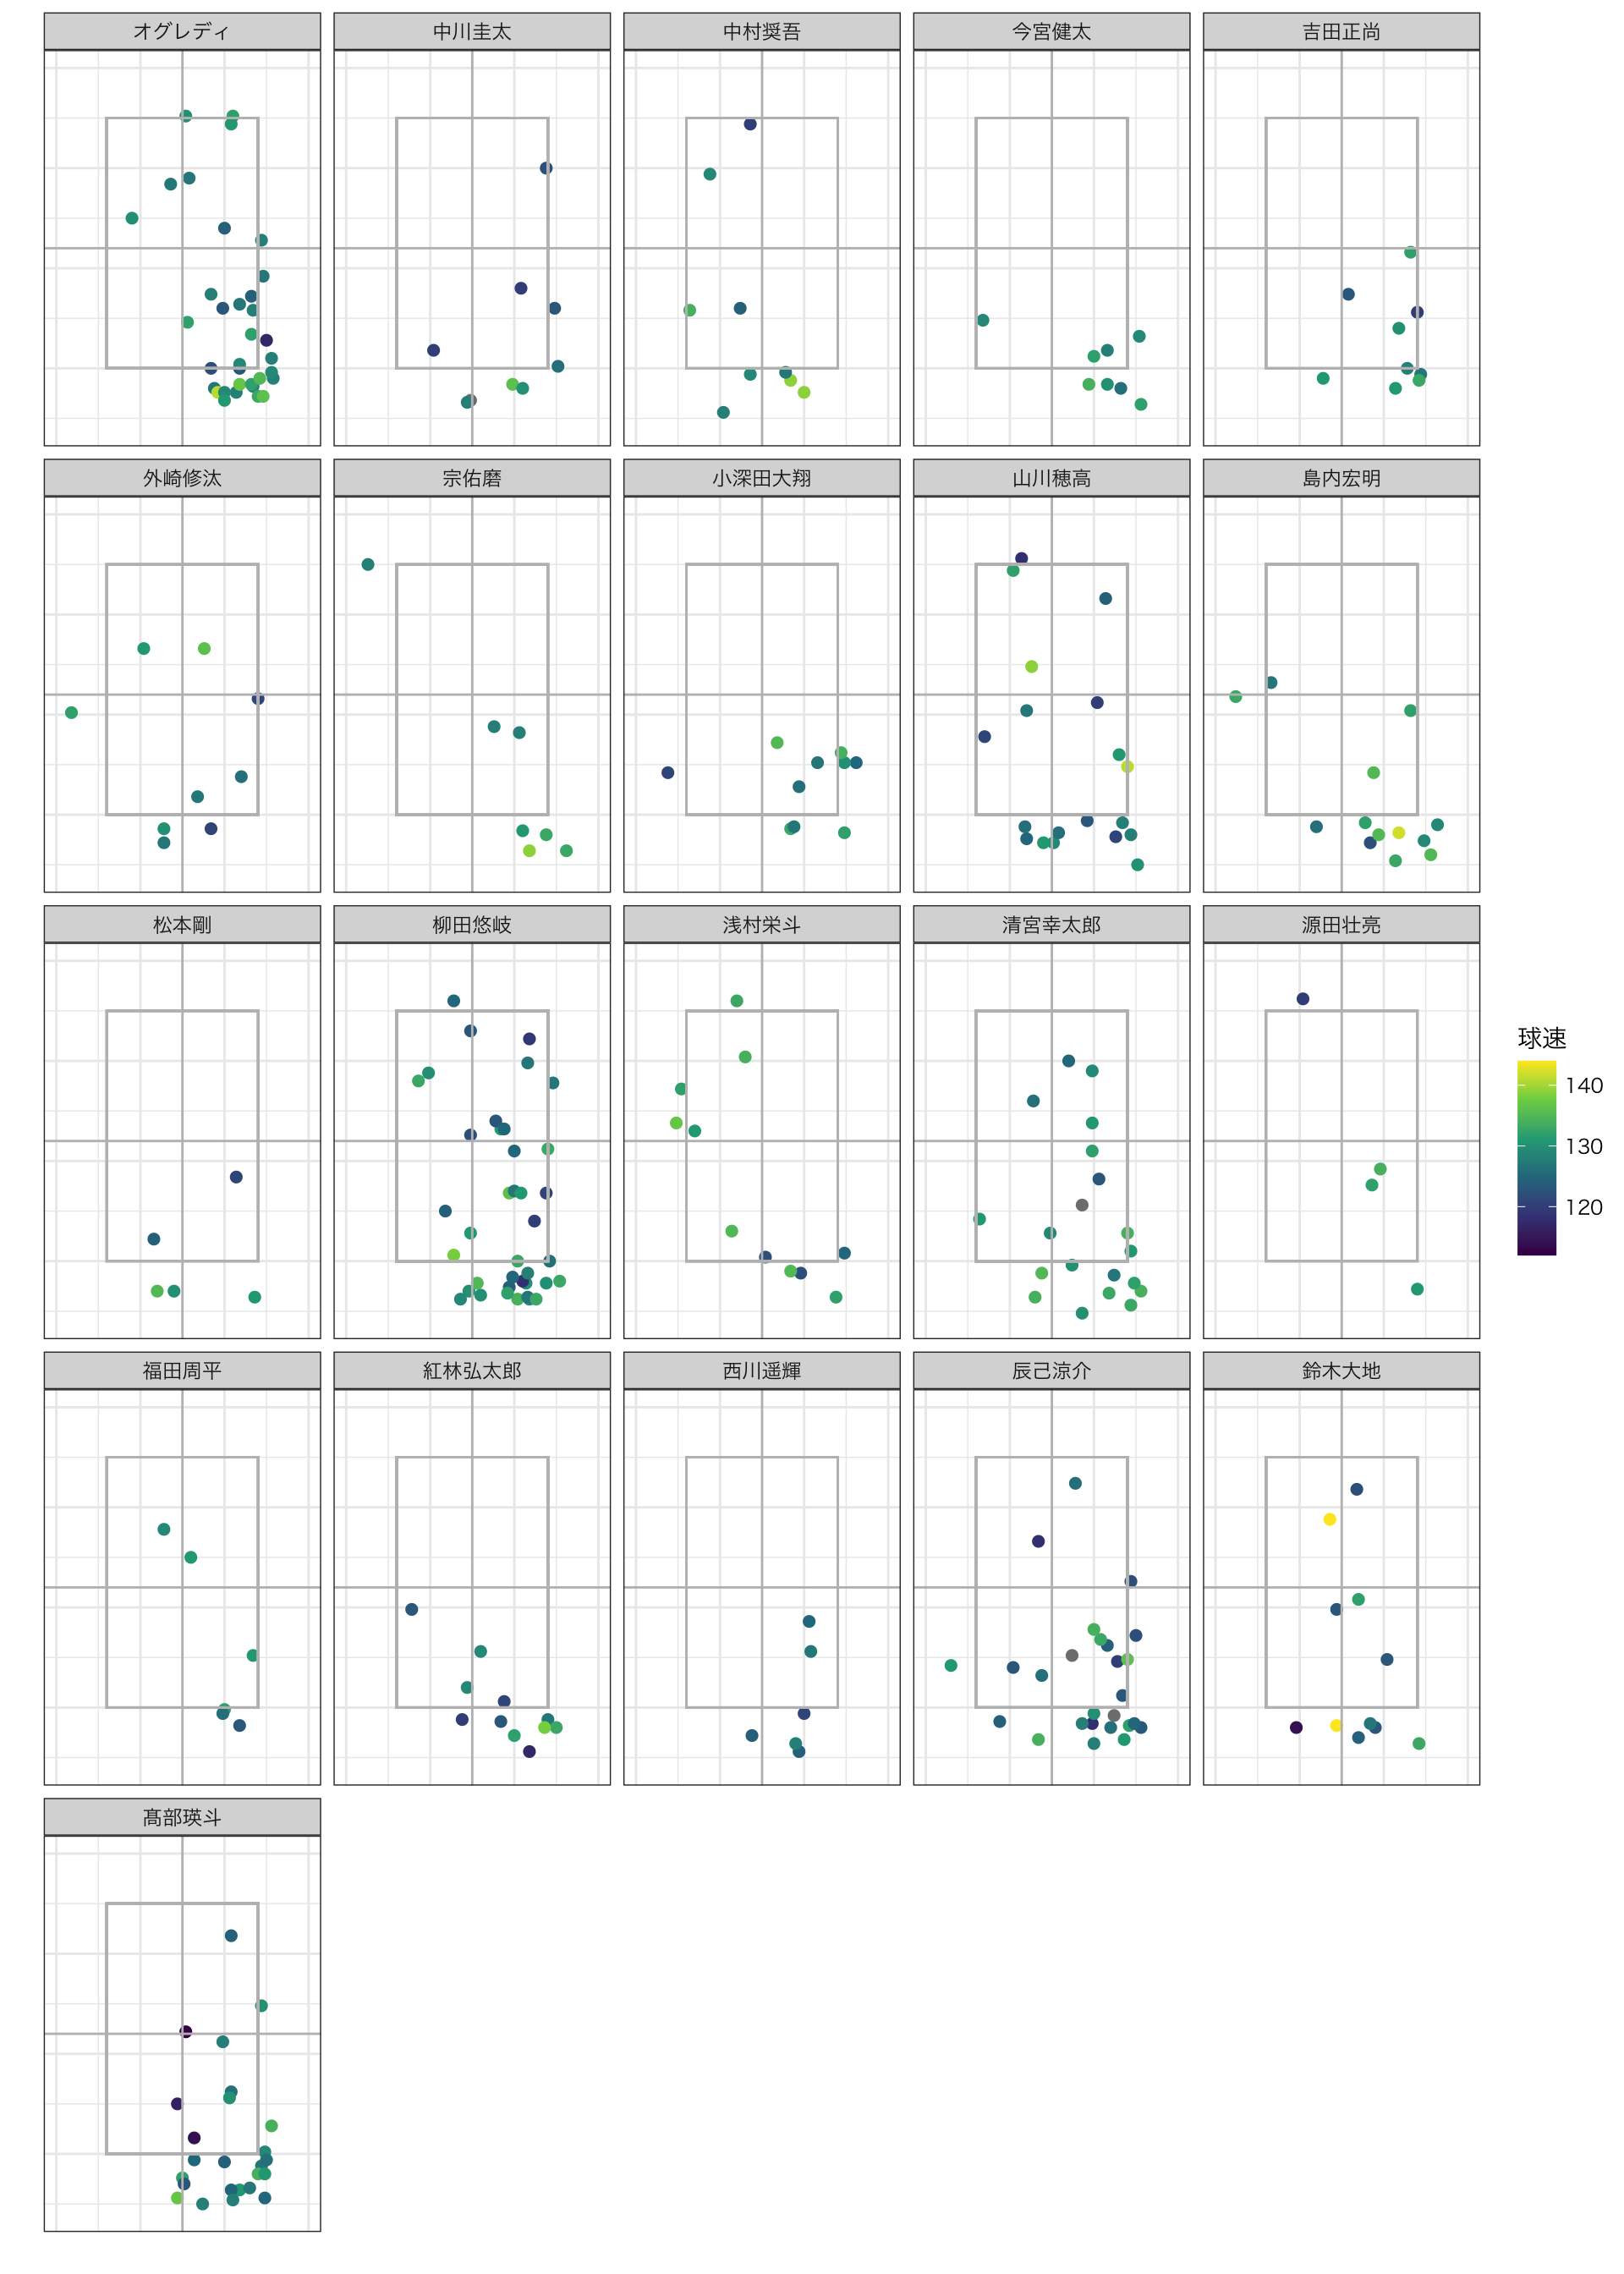 オグレディ
中川圭太
中村奨吾
今宮健太
吉田正尚
外崎修汰
宗佑磨
小深田大翔
山川穂高
島内宏明
松本剛
柳田悠岐
浅村栄斗
清宮幸太郎
源田壮亮
福田周平
紅林弘太郎
西川遥輝
辰己涼介
鈴木大地
髙部瑛斗
球速
140
130
120